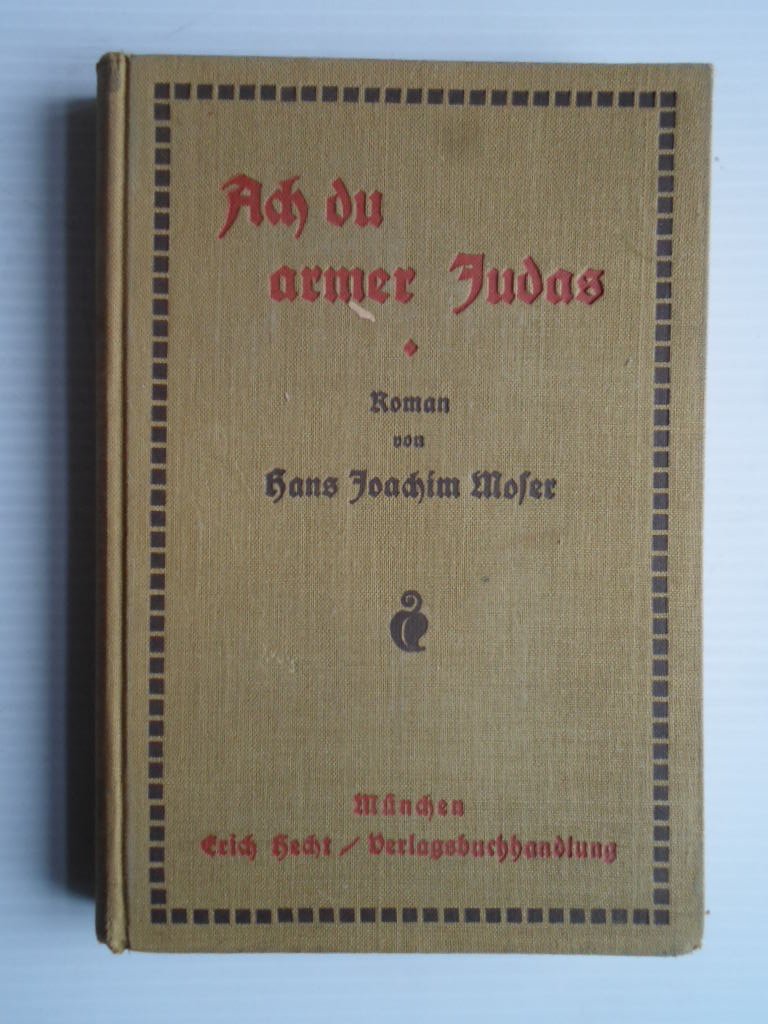 Ach du
armer Judas
Roman
von
Hans Joachim Moser
München
Erich Hecht / Verlagsbuchhandlung